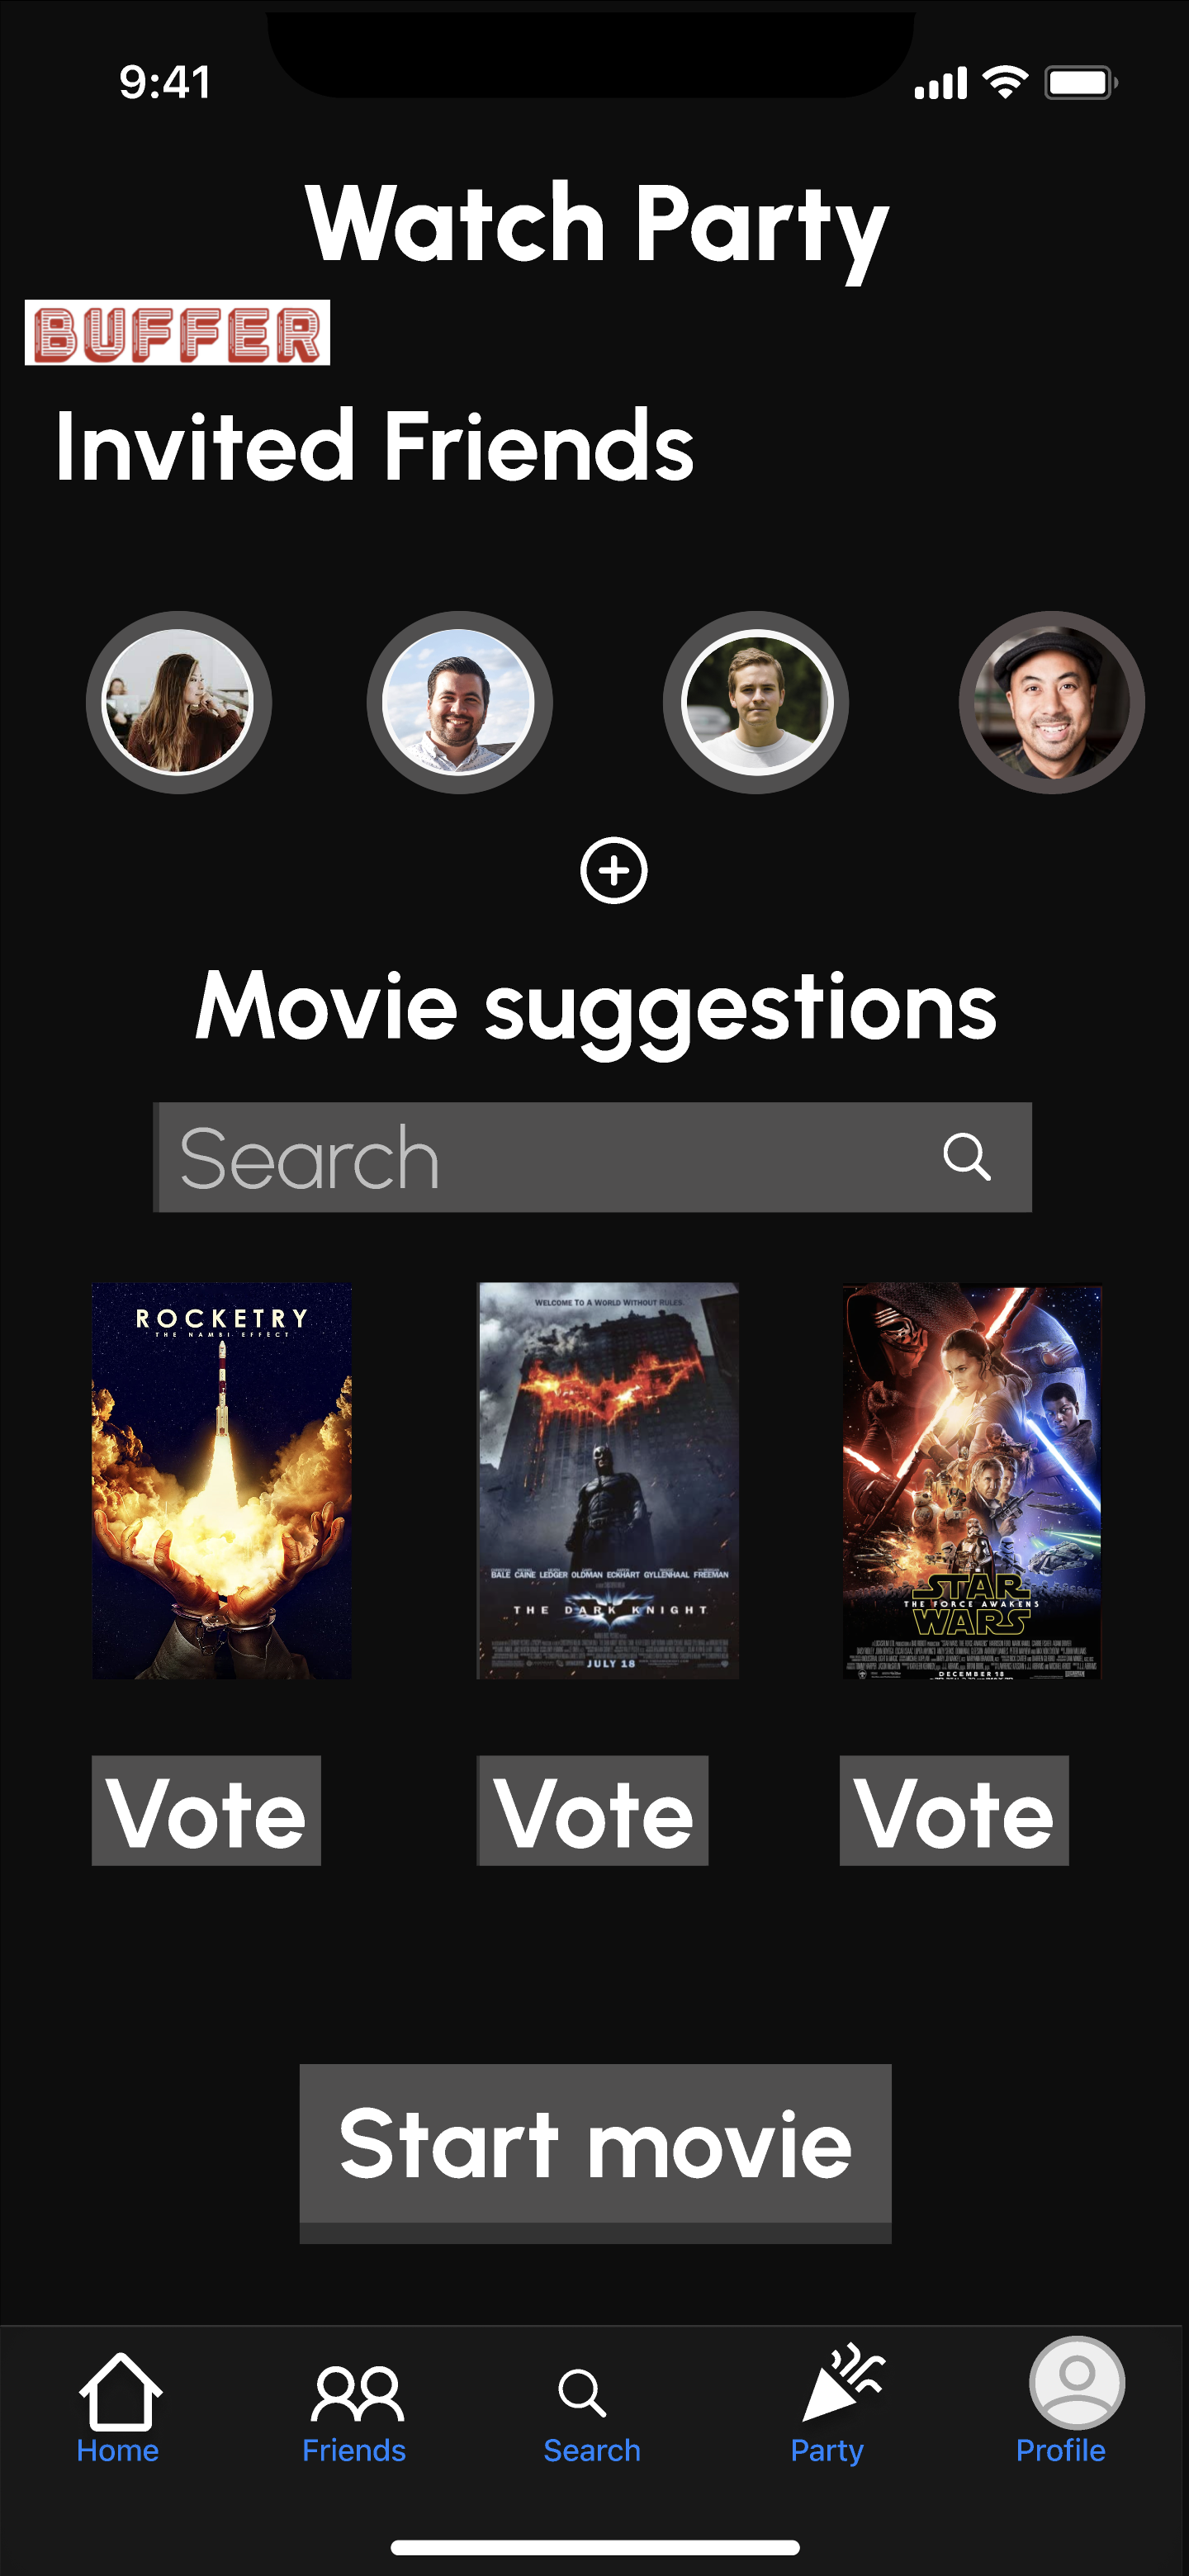 9:41
Watch Party
BUFFER
Invited Friends
Movie suggestions
Search
ROCKETRY
THE NAMBI EFFECT
WELCOME TO A WORLD WITHOUT RULES.
BALE CAINE LEDGER OLDMAN ECKHART GYLLENHAAL FREEMAN
THE DARK KNIGHT
JULY 18
STAR
THE FORCE AWAKENS
WARS
DECEMBER 18
Vote Vote Vote
Start movie
Home Friends Search Party Profile